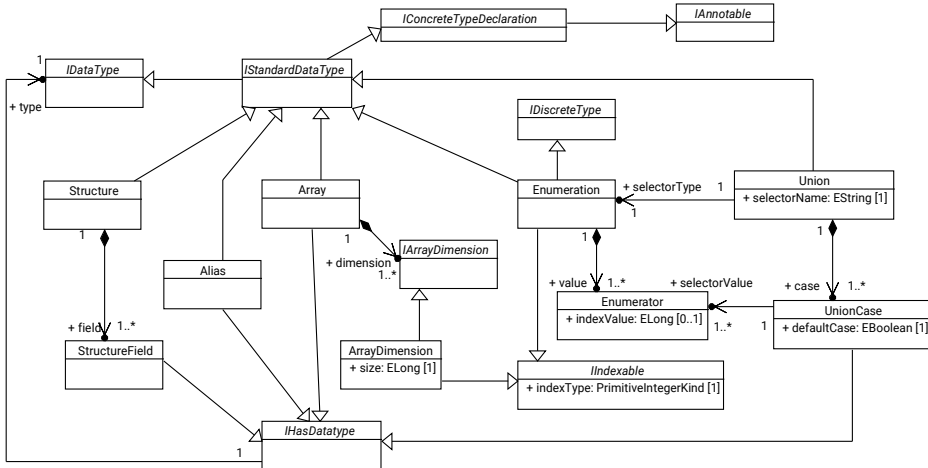 IConcreteTypeDeclaration
IAnnotable
1
IDataType
IStandardDataType
+ type
IDiscreteType
Structure
Array
Enumeration
+ selectorType
1
Union
+ selectorName: EString [1]
1
1
1
1
1
1
IArrayDimension
+ dimension
1..*
Alias
+ value
1..*
+ selectorValue
+ case
1..*
Enumerator
+ indexValue: ELong [0..1]
1..*
1
UnionCase
+ defaultCase: EBoolean [1]
+ field
1..*
StructureField
ArrayDimension
+ size: ELong [1]
IIndexable
+ indexType: PrimitiveIntegerKind [1]
IHasDatatype
1